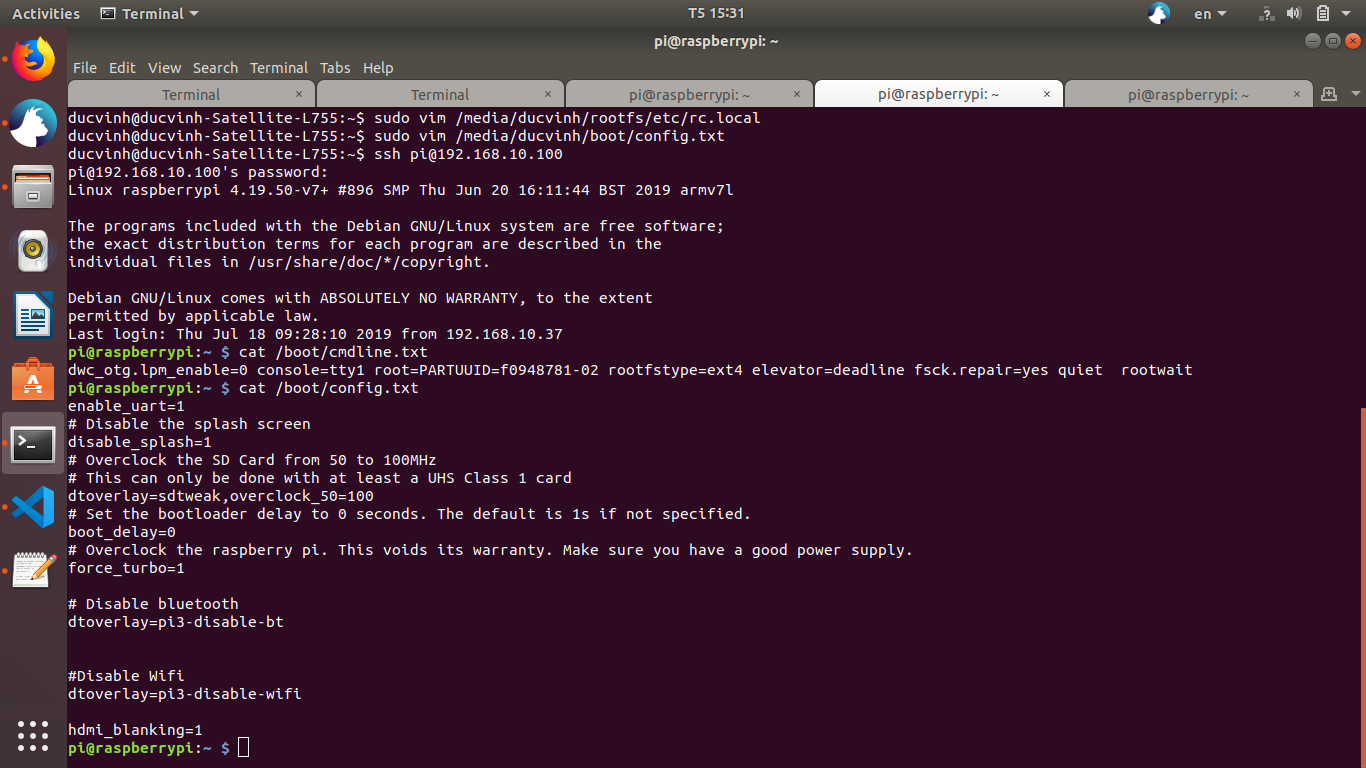 Activities Terminal T5 15:31 en
pi@raspberrypi: ~
File Edit View Search Terminal Tabs Help
Terminal × Terminal × pi@raspberrypi: ~ × pi@raspberrypi: ~ × pi@raspberrypi: ~ ×
ducvinh@ducvinh-Satellite-L755:~$ sudo vim /media/ducvinh/rootfs/etc/rc.local
ducvinh@ducvinh-Satellite-L755:~$ sudo vim /media/ducvinh/boot/config.txt
ducvinh@ducvinh-Satellite-L755:~$ ssh pi@192.168.10.100
pi@192.168.10.100's password:
Linux raspberrypi 4.19.50-v7+ #896 SMP Thu Jun 20 16:11:44 BST 2019 armv7l
The programs included with the Debian GNU/Linux system are free software;
the exact distribution terms for each program are described in the
individual files in /usr/share/doc/*/copyright.
Debian GNU/Linux comes with ABSOLUTELY NO WARRANTY, to the extent
permitted by applicable law.
Last login: Thu Jul 18 09:28:10 2019 from 192.168.10.37
pi@raspberrypi:~ $ cat /boot/cmdline.txt
dwc_otg.lpm_enable=0 console=tty1 root=PARTUUID=f0948781-02 rootfstype=ext4 elevator=deadline fsck.repair=yes quiet  rootwait
pi@raspberrypi:~ $ cat /boot/config.txt
enable_uart=1
# Disable the splash screen
disable_splash=1
# Overclock the SD Card from 50 to 100MHz
# This can only be done with at least a UHS Class 1 card
dtoverlay=sdtweak,overclock_50=100
# Set the bootloader delay to 0 seconds. The default is 1s if not specified.
boot_delay=0
# Overclock the raspberry pi. This voids its warranty. Make sure you have a good power supply.
force_turbo=1
# Disable bluetooth
dtoverlay=pi3-disable-bt
#Disable Wifi
dtoverlay=pi3-disable-wifi
hdmi_blanking=1
pi@raspberrypi:~ $